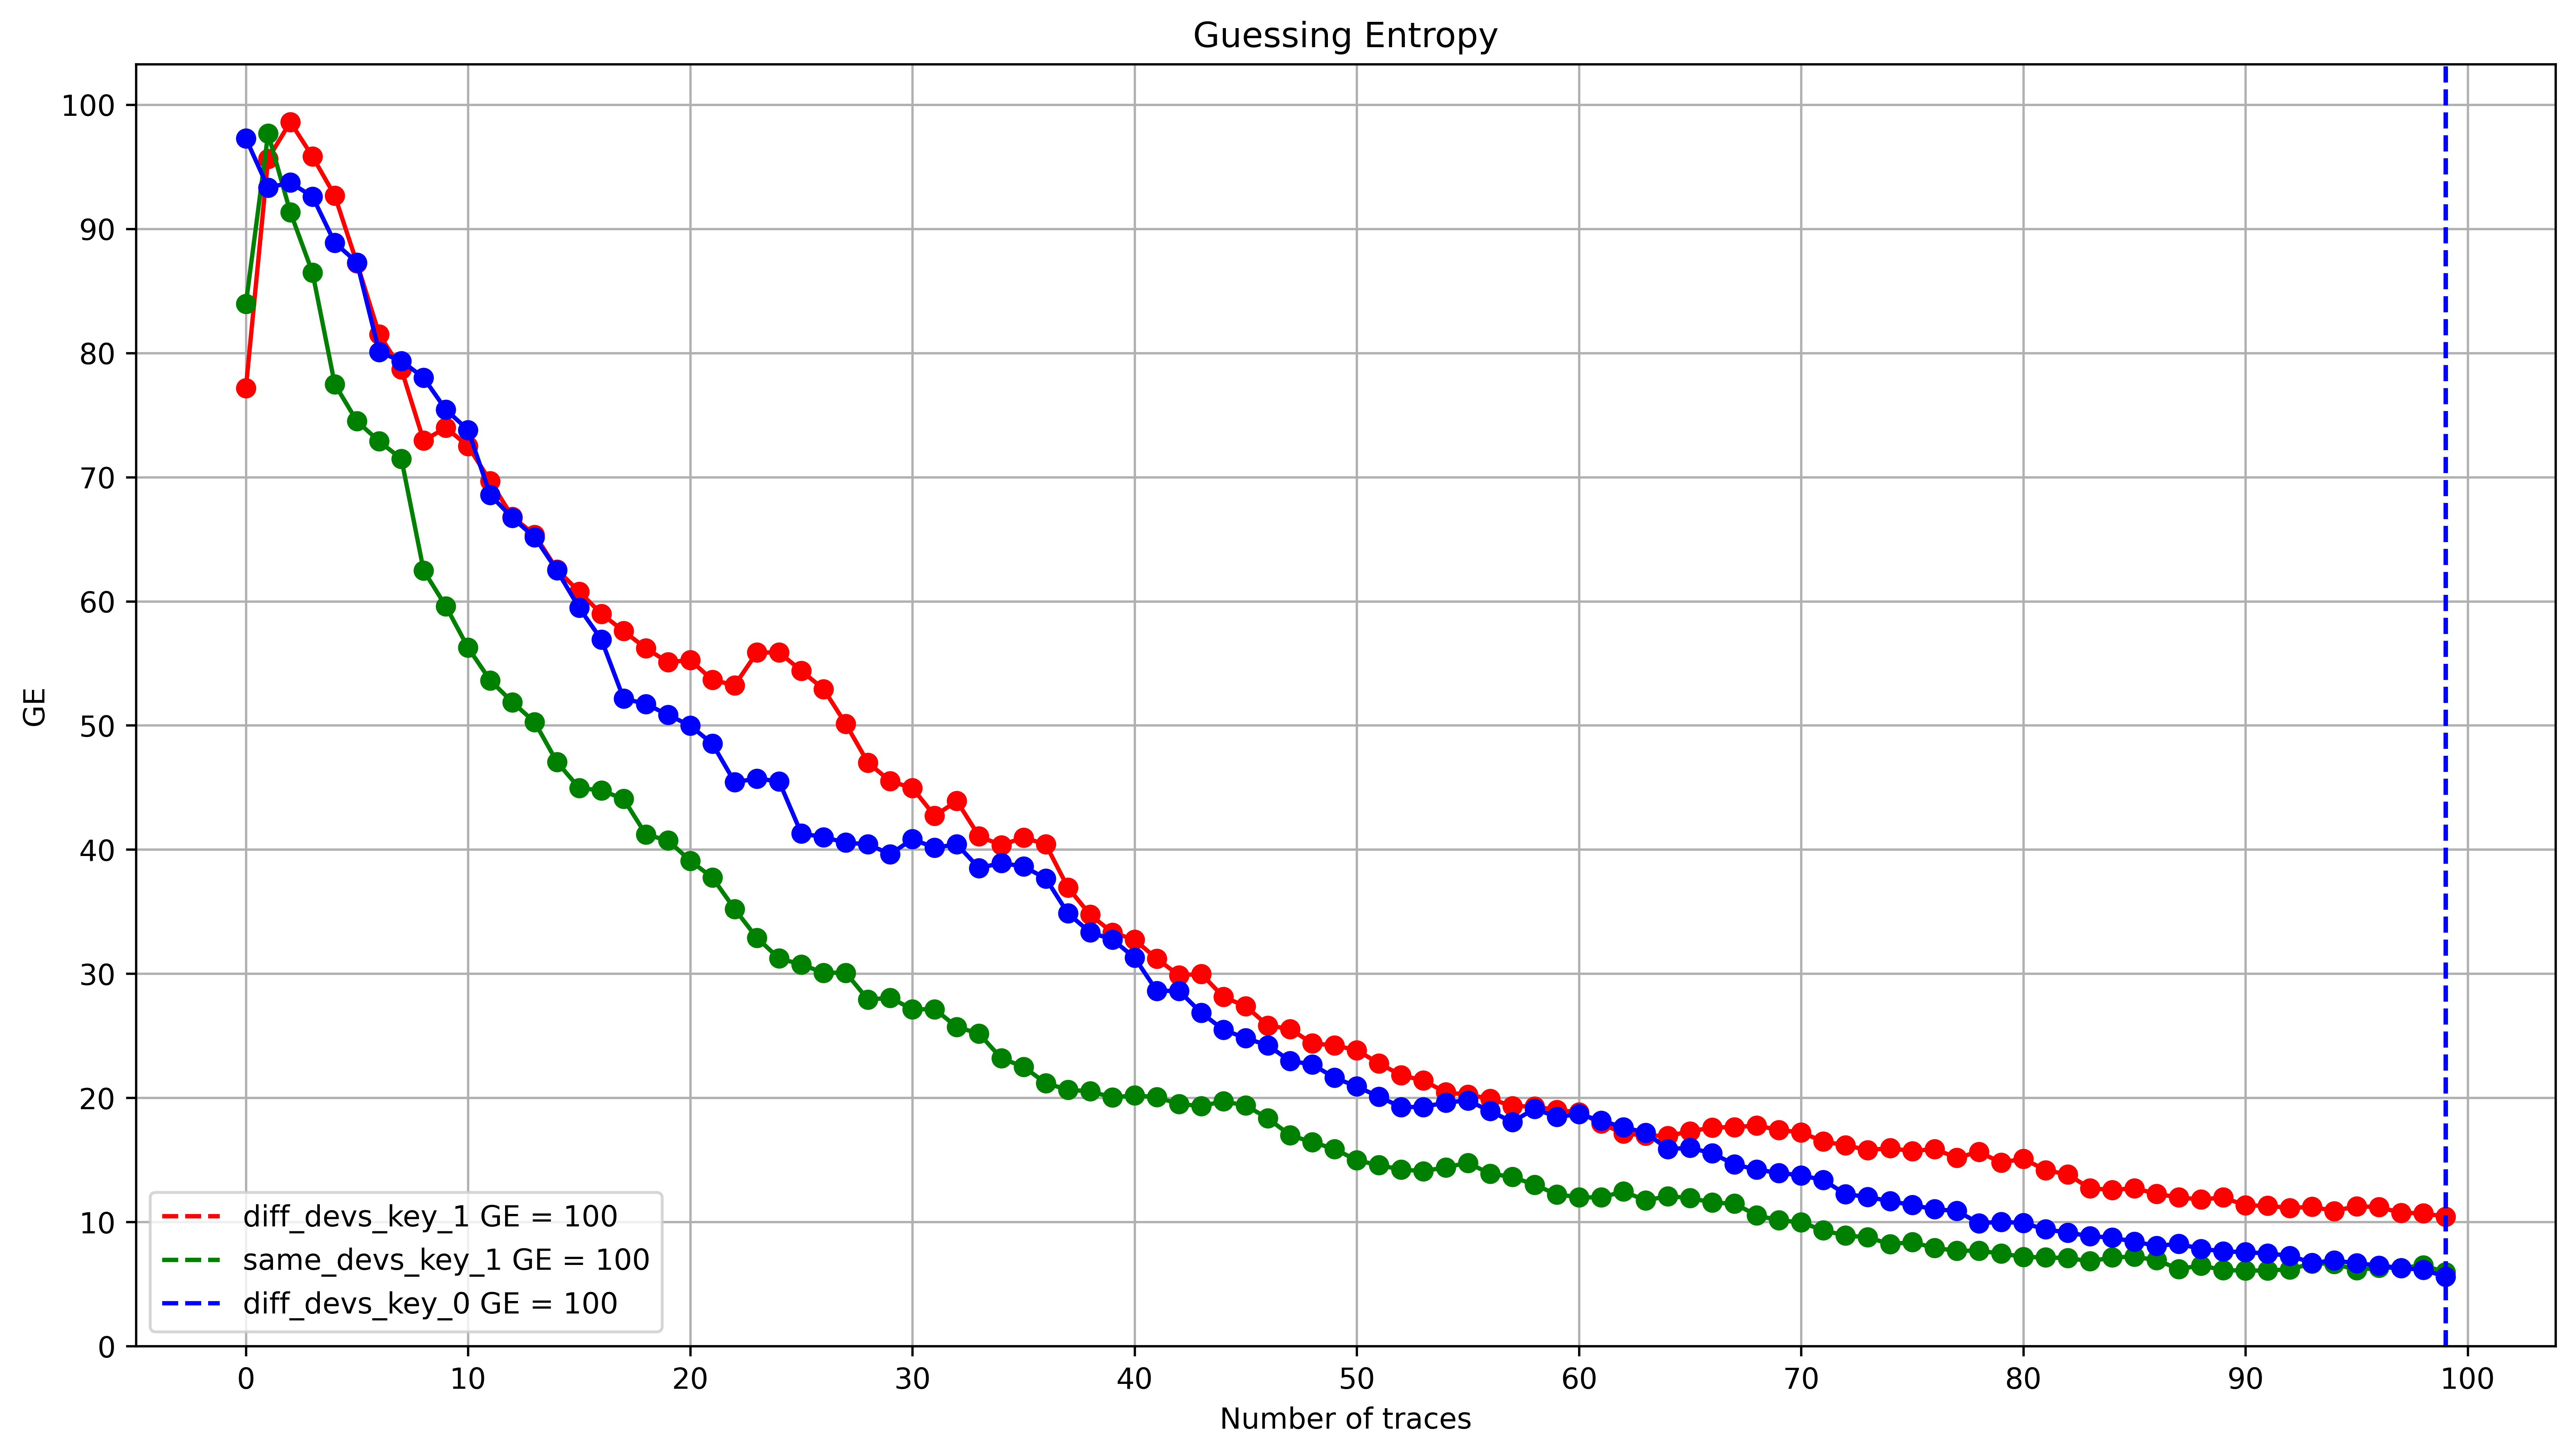 Guessing Entropy
GE
100
90
80
70
60
50
40
30
20
10
0
diff_devs_key_1 GE = 100
same_devs_key_1 GE = 100
diff_devs_key_0 GE = 100
0 10 20 30 40 50 60 70 80 90 100
Number of traces